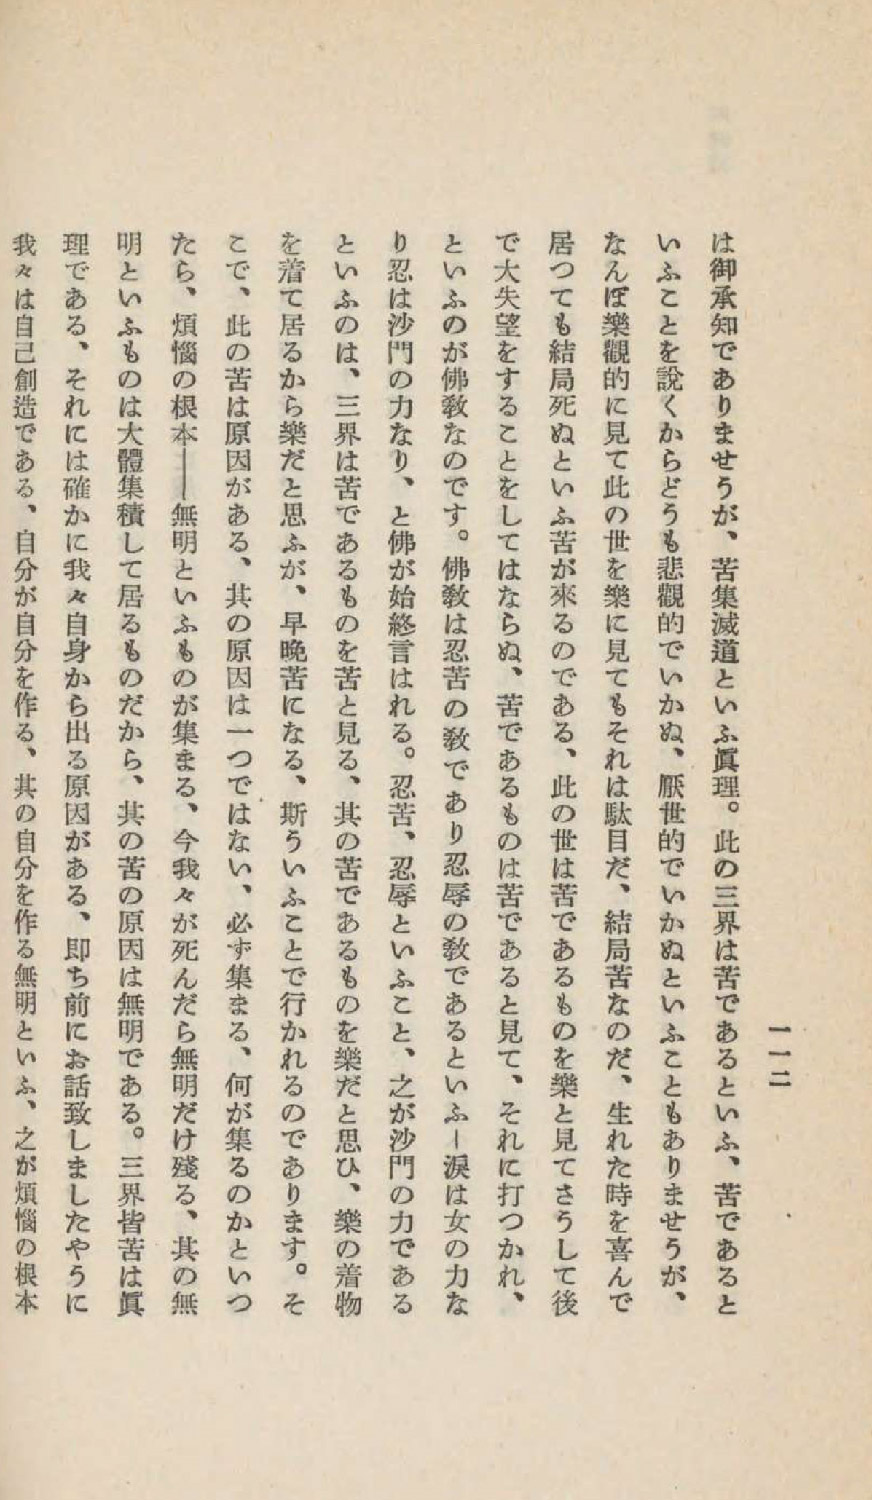 一一二
は御承知でありませうが、苦集滅道といふ眞理。此の三界は苦であるといふ、苦であると
いふことを說くからどうも悲觀的でいかぬ、厭世的でいかぬといふこともありませうが、
なんぼ樂觀的に見て此の世を樂に見てもそれは駄目だ、結局苦なのだ、生れた時を喜んで
居つても結局死ぬといふ苦が來るのである、此の世は苦であるものを樂と見てさうして後
で大失望をすることをしてはならぬ、苦であるものは苦であると見て、それに打つかれ、
といふのが佛敎なのです。佛敎は忍苦の敎であり忍辱の敎であるといふ―淚は女の力な
り忍は沙門の力なり、と佛が始終言はれる。忍苦、忍辱といふこと、之が沙門の力である
といふのは、三界は苦であるものを苦と見る、其の苦であるものを樂だと思ひ、樂の着物
を着て居るから樂だと思ふが、早晩苦になる、斯ういふことで行かれるのであります。そ
こで、此の苦は原因がある、其の原因は一つではない、必ず集まる、何が集るのかといつ
たら、煩惱の根本――無明といふものが集まる、今我々が死んだら無明だけ殘る、其の無
明といふものは大體集積して居るものだから、其の苦の原因は無明である。三界皆苦は眞
理である、それには確かに我々自身から出る原因がある、即ち前にお話致しましたやうに
我々は自己創造である、自分が自分を作る、其の自分を作る無明といふ、之が煩惱の根本